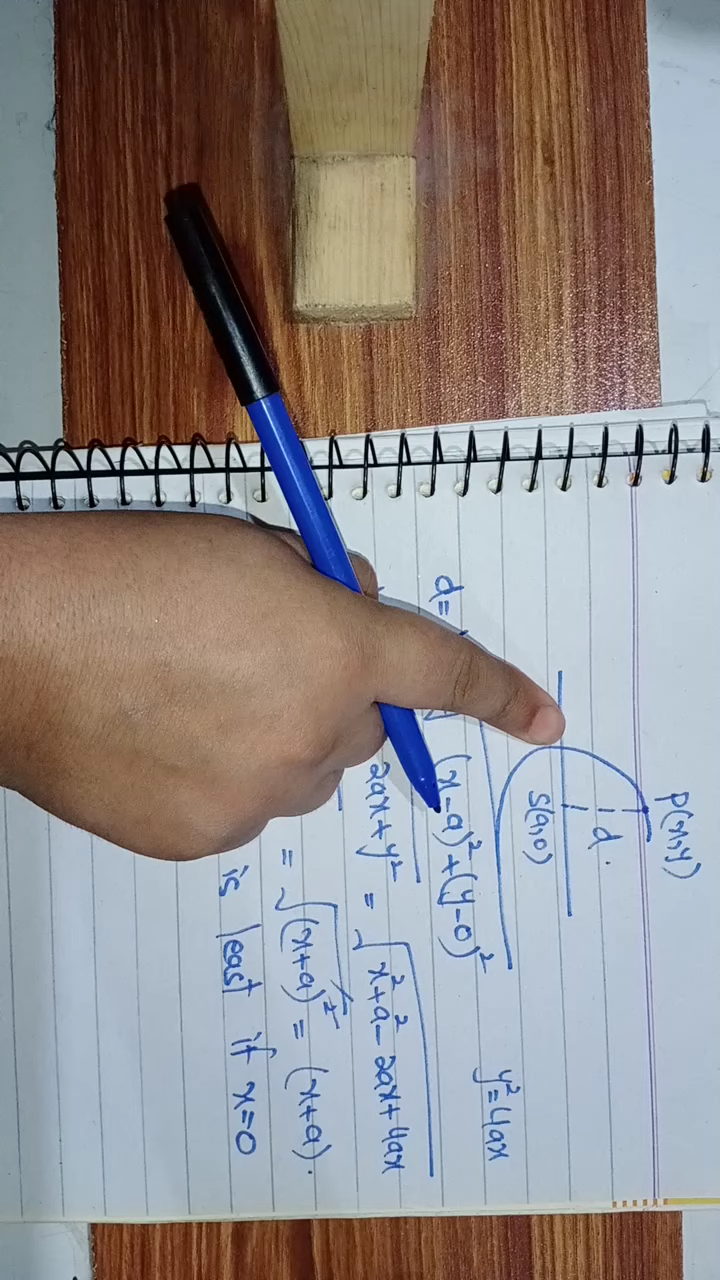 P(x,y)
d
S(a,0)
y²=4ax
d= (x-a)²+(y-0)²
2ax+y² = √x²+a²-2ax+4ax
= √(x+a)² = (x+a).
is least if x=0